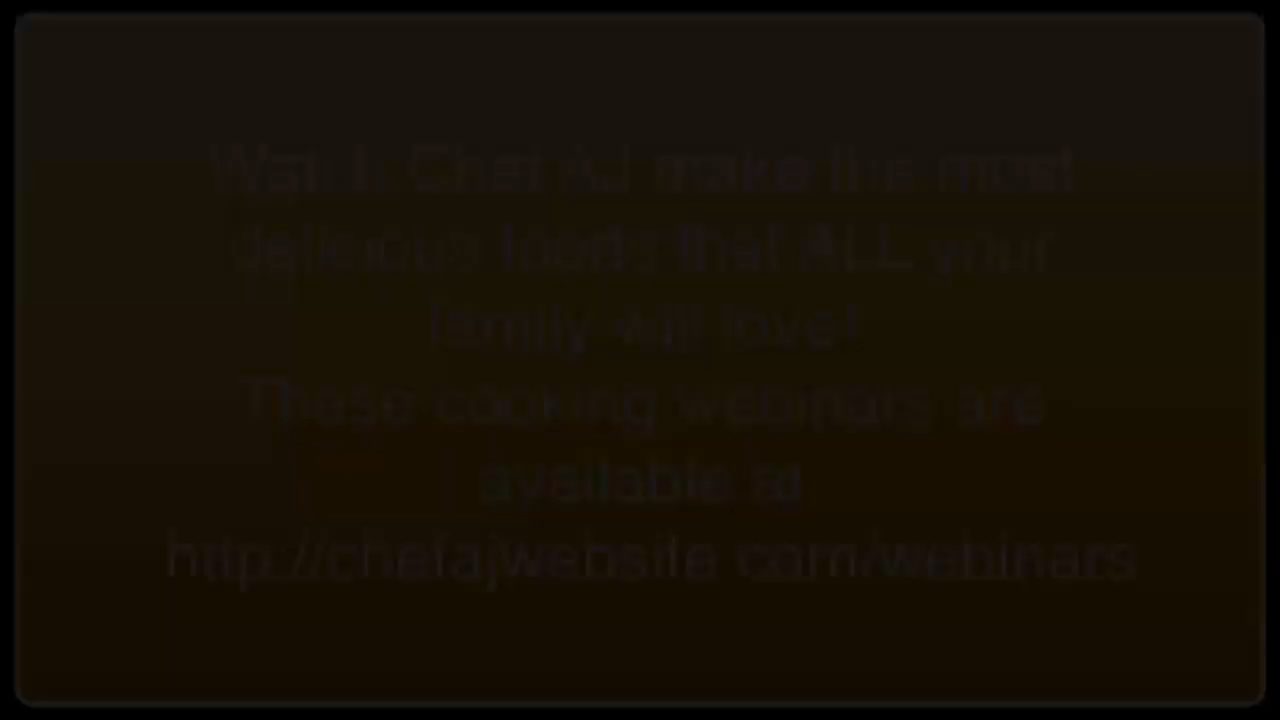 Watch Chef AJ make the most
delicious foods that ALL your
family will love!
These cooking webinars are
available at
http://chefajwebsite.com/webinars